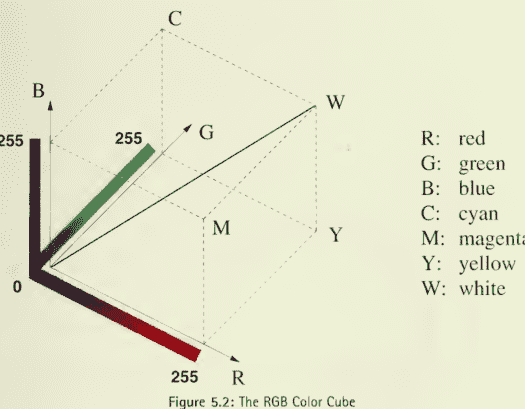 C
B
W
255
255
G
R: red
G: green
B: blue
M
C: cyan
Y
M: magenta
Y: yellow
0
W: white
255
R
Figure 5.2: The RGB Color Cube